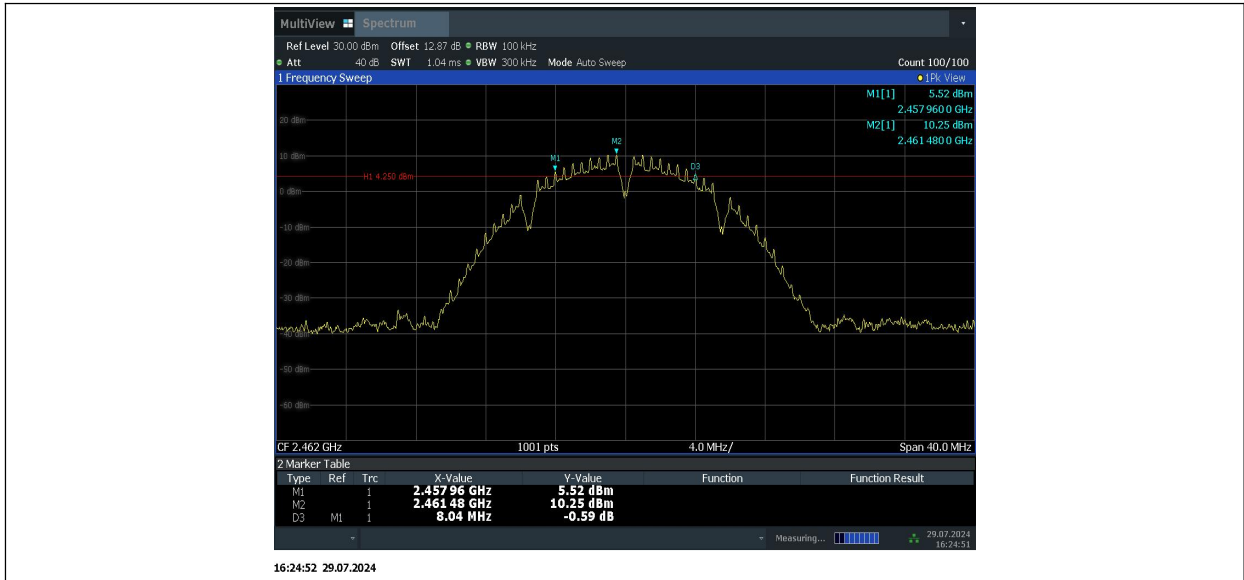 MultiView Spectrum
Ref Level 30.00 dBm Offset 12.87 dB RBW 100 kHz
Att 40 dB SWT 1.04 ms VBW 300 kHz Mode Auto Sweep Count 100/100
1 Frequency Sweep 1Pk View
M1[1] 5.52 dBm
2.457 960 0 GHz
20 dBm
M2[1] 10.25 dBm
2.461 480 0 GHz
M2
10 dBm
M1
D3
H1 4.250 dBm
0 dBm
-10 dBm
-20 dBm
-30 dBm
-40 dBm
-50 dBm
-60 dBm
CF 2.462 GHz 1001 pts 4.0 MHz/ Span 40.0 MHz
2 Marker Table
Type Ref Trc X-Value Y-Value Function Function Result
M1 1 2.457 96 GHz 5.52 dBm
M2 1 2.461 48 GHz 10.25 dBm
D3 M1 1 8.04 MHz -0.59 dB
Measuring... 29.07.2024
16:24:51
16:24:52 29.07.2024